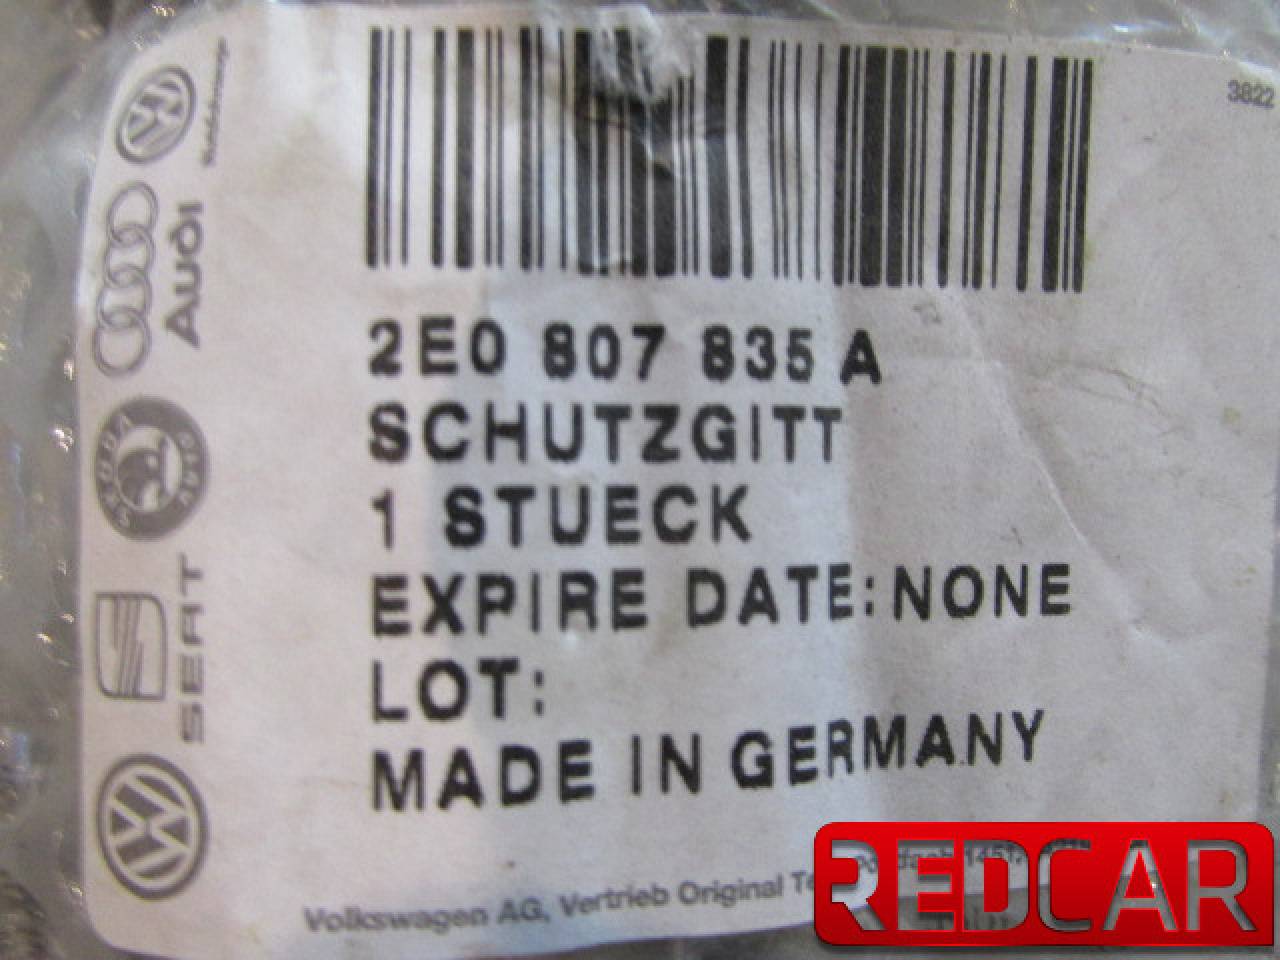 3822
2E0 807 835 A
SCHUTZGITT
1 STUECK
EXPIRE DATE: NONE
LOT:
MADE IN GERMANY
Volkswagen AG, Vertrieb Original
REDCAR
AUDI
SKODA
SEAT